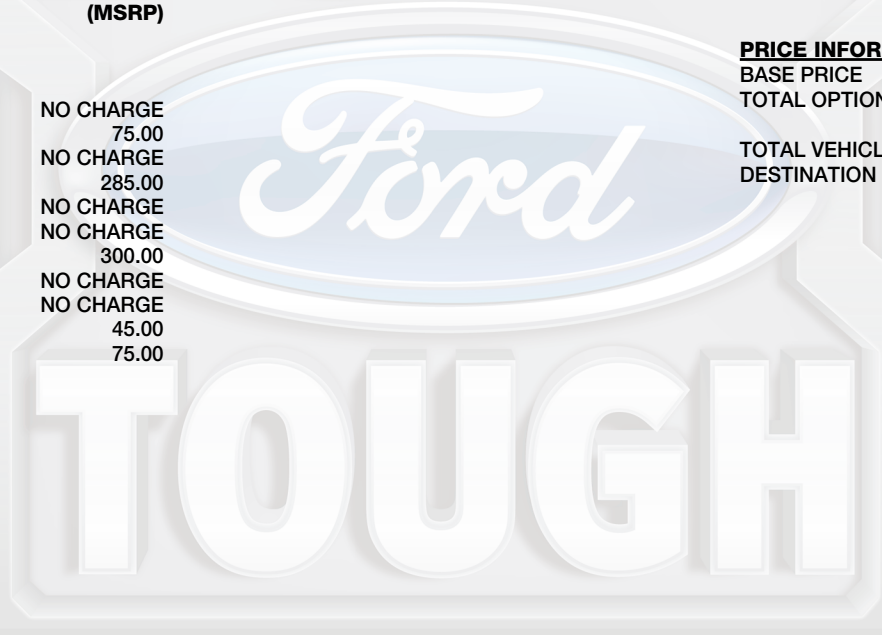 (MSRP)
NO CHARGE
75.00
NO CHARGE
285.00
NO CHARGE
NO CHARGE
300.00
NO CHARGE
NO CHARGE
45.00
75.00
PRICE INFOR
BASE PRICE
TOTAL OPTION
TOTAL VEHICL
DESTINATION
Ford
TOUGH